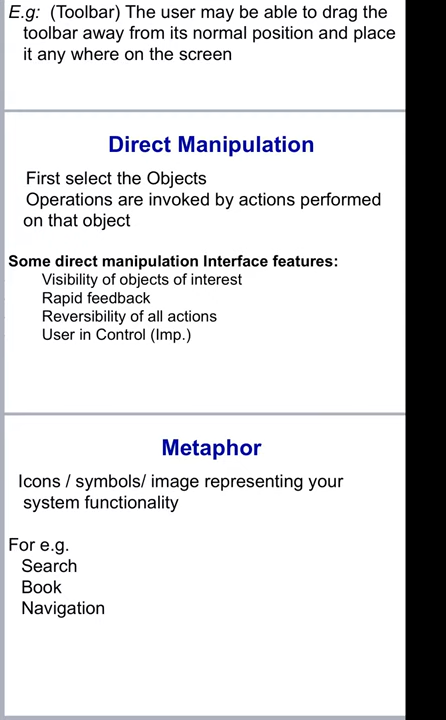 E.g: (Toolbar) The user may be able to drag the
toolbar away from its normal position and place
it any where on the screen
Direct Manipulation
First select the Objects
Operations are invoked by actions performed
on that object
Some direct manipulation Interface features:
Visibility of objects of interest
Rapid feedback
Reversibility of all actions
User in Control (Imp.)
Metaphor
Icons / symbols/ image representing your
system functionality
For e.g.
Search
Book
Navigation